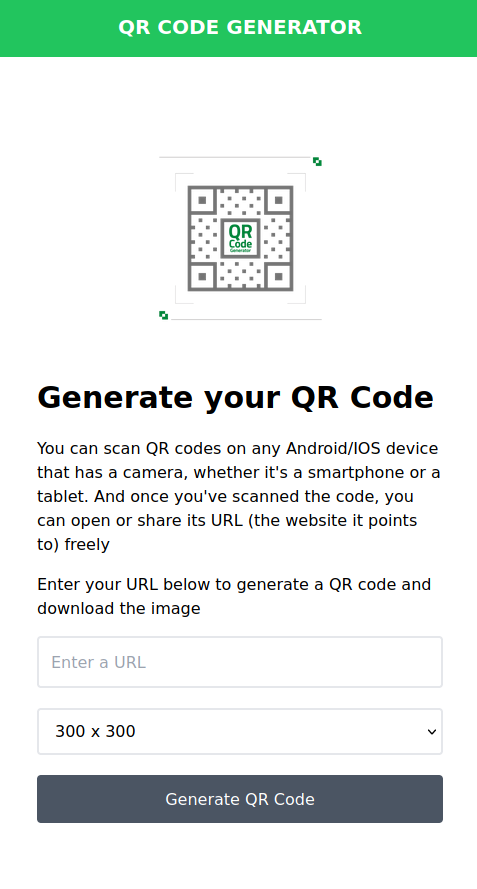 QR CODE GENERATOR
QR
Code
Generator
Generate your QR Code
You can scan QR codes on any Android/IOS device
that has a camera, whether it's a smartphone or a
tablet. And once you've scanned the code, you
can open or share its URL (the website it points
to) freely
Enter your URL below to generate a QR code and
download the image
Enter a URL
300 x 300
Generate QR Code